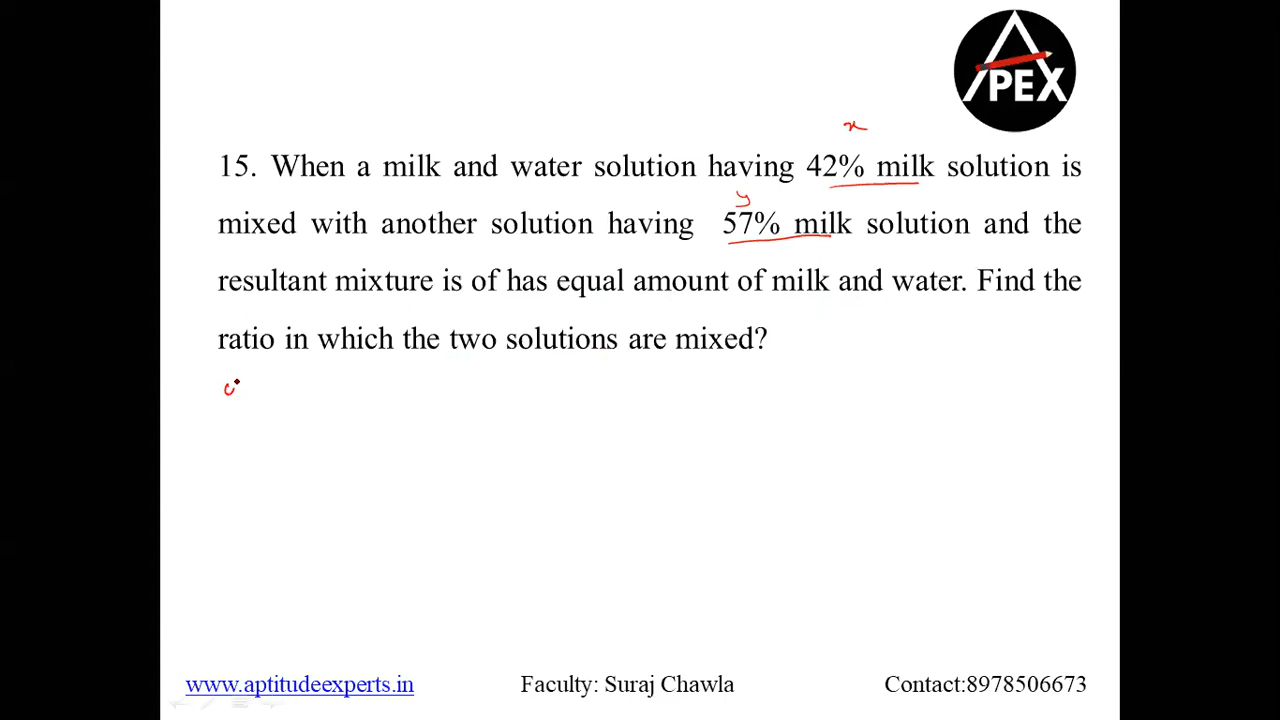 PEX
x
15. When a milk and water solution having 42% milk solution is
y
mixed with another solution having 57% milk solution and the
resultant mixture is of has equal amount of milk and water. Find the
ratio in which the two solutions are mixed?
www.aptitudeexperts.in Faculty: Suraj Chawla Contact:8978506673